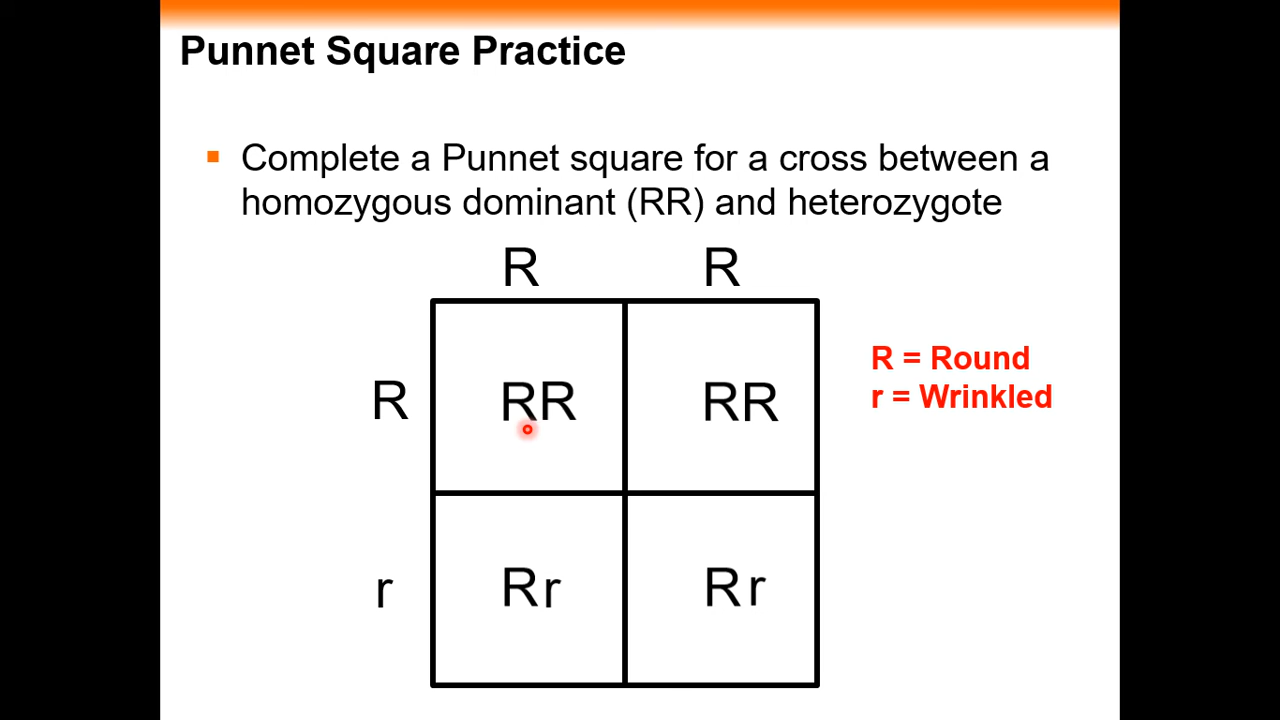 Punnet Square Practice
Complete a Punnet square for a cross between a
homozygous dominant (RR) and heterozygote
R R
R = Round
r = Wrinkled
R RR RR
r Rr Rr